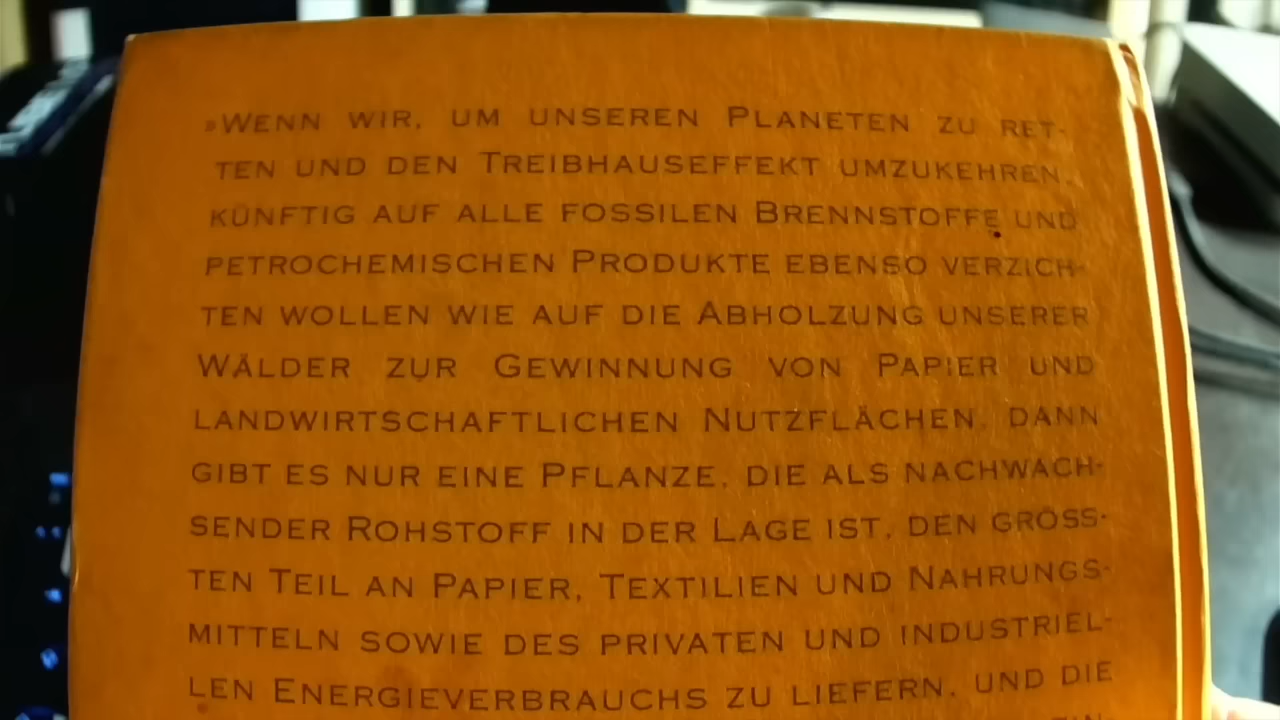 »WENN WIR, UM UNSEREN PLANETEN ZU RET-
TEN UND DEN TREIBHAUSEFFEKT UMZUKEHREN,
KÜNFTIG AUF ALLE FOSSILEN BRENNSTOFFE UND
PETROCHEMISCHEN PRODUKTE EBENSO VERZICH-
TEN WOLLEN WIE AUF DIE ABHOLZUNG UNSERER
WÄLDER ZUR GEWINNUNG VON PAPIER UND
LANDWIRTSCHAFTLICHEN NUTZFLÄCHEN, DANN
GIBT ES NUR EINE PFLANZE, DIE ALS NACHWACH-
SENDER ROHSTOFF IN DER LAGE IST, DEN GRÖSS-
TEN TEIL AN PAPIER, TEXTILIEN UND NAHRUNGS-
MITTELN SOWIE DES PRIVATEN UND INDUSTRIEL-
LEN ENERGIEVERBRAUCHS ZU LIEFERN, UND DIE